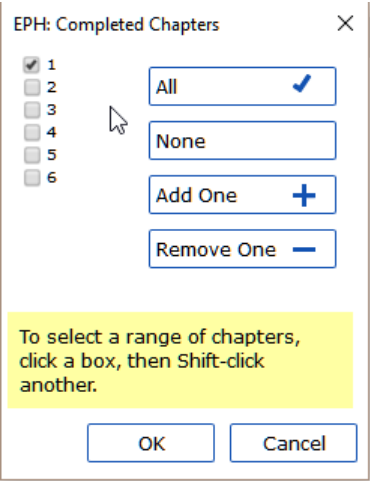 EPH: Completed Chapters
1
2
3
4
5
6
All
None
Add One
Remove One
To select a range of chapters,
click a box, then Shift-click
another.
OK
Cancel